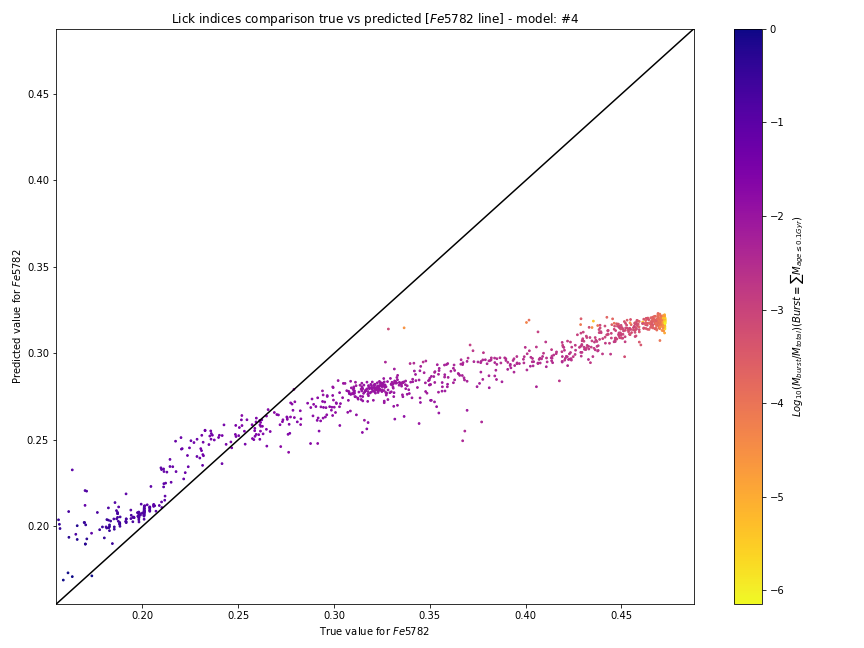 Lick indices comparison true vs predicted [Fe5782 line] - model: #4
Predicted value for Fe5782
0.45
0.40
0.35
0.30
0.25
0.20
0.20 0.25 0.30 0.35 0.40 0.45
True value for Fe5782
0
−1
−2
−3
−4
−5
−6
Log10(Mburst/Mtotal)(Burst = ∑Mage≤0.1Gyr)